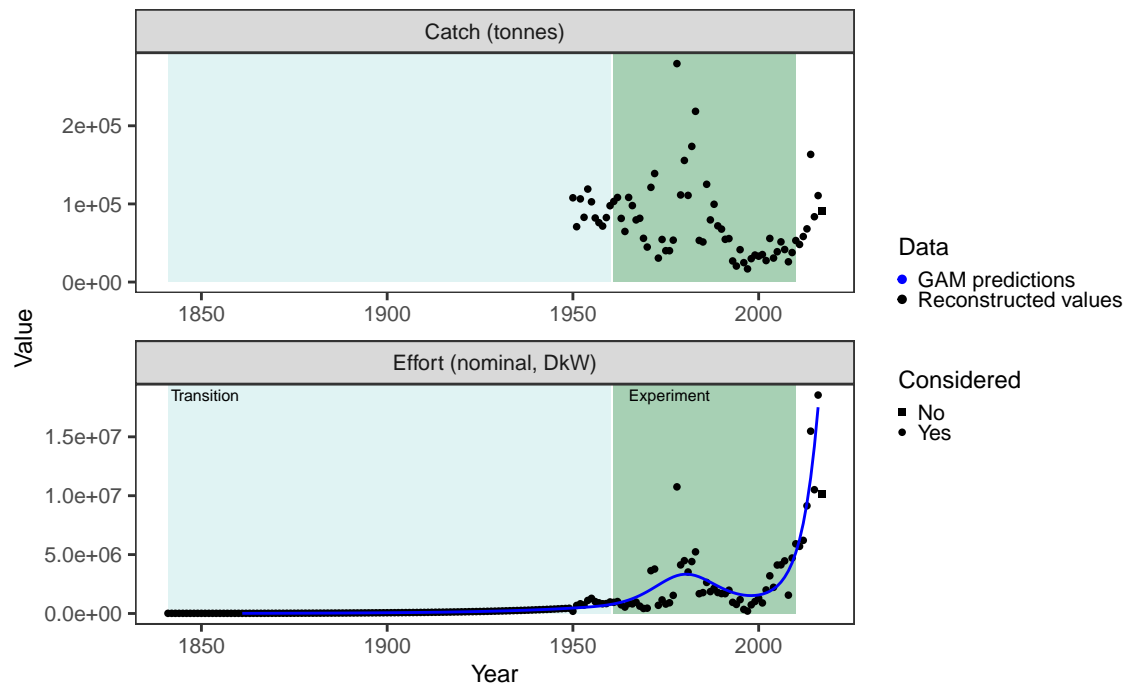 Catch (tonnes)
2e+05
1e+05
0e+00
1850 1900 1950 2000
Value
Effort (nominal, DkW)
Transition Experiment
1.5e+07
1.0e+07
5.0e+06
0.0e+00
1850 1900 1950 2000
Year
Data
GAM predictions
Reconstructed values
Considered
No
Yes